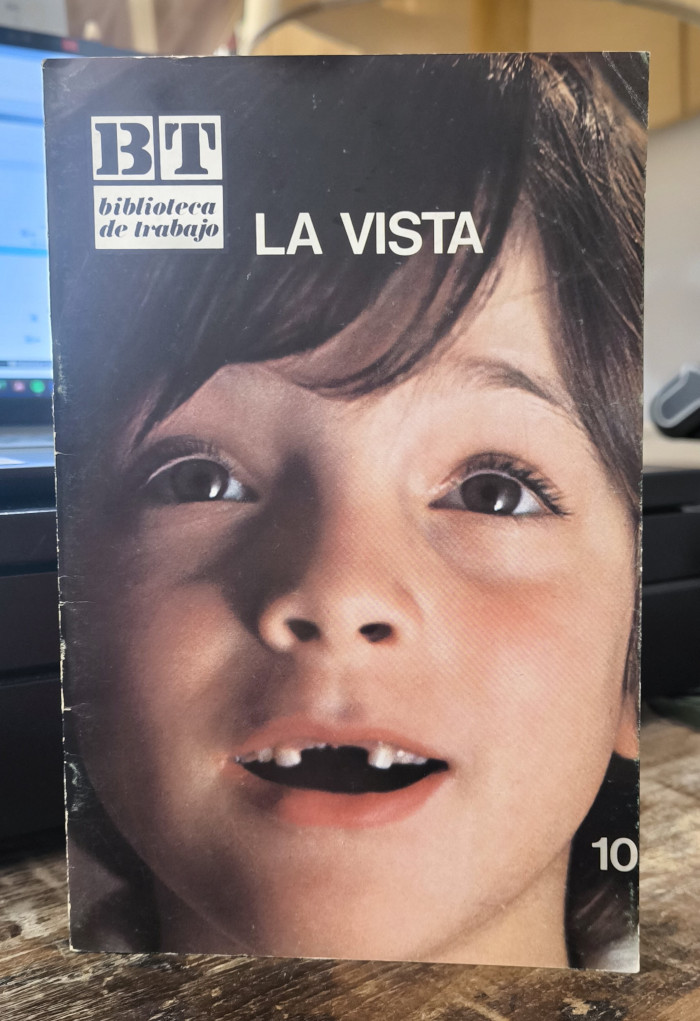 BT
biblioteca
de trabajo
LA VISTA
10